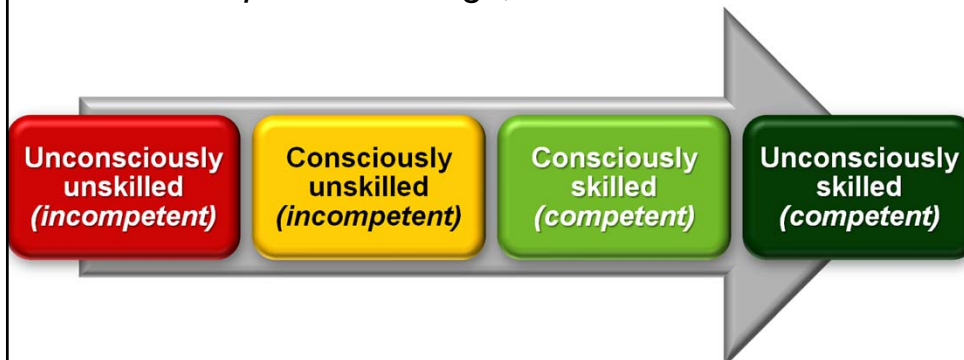 Unconsciously
unskilled
(incompetent)
Consciously
unskilled
(incompetent)
Consciously
skilled
(competent)
Unconsciously
skilled
(competent)